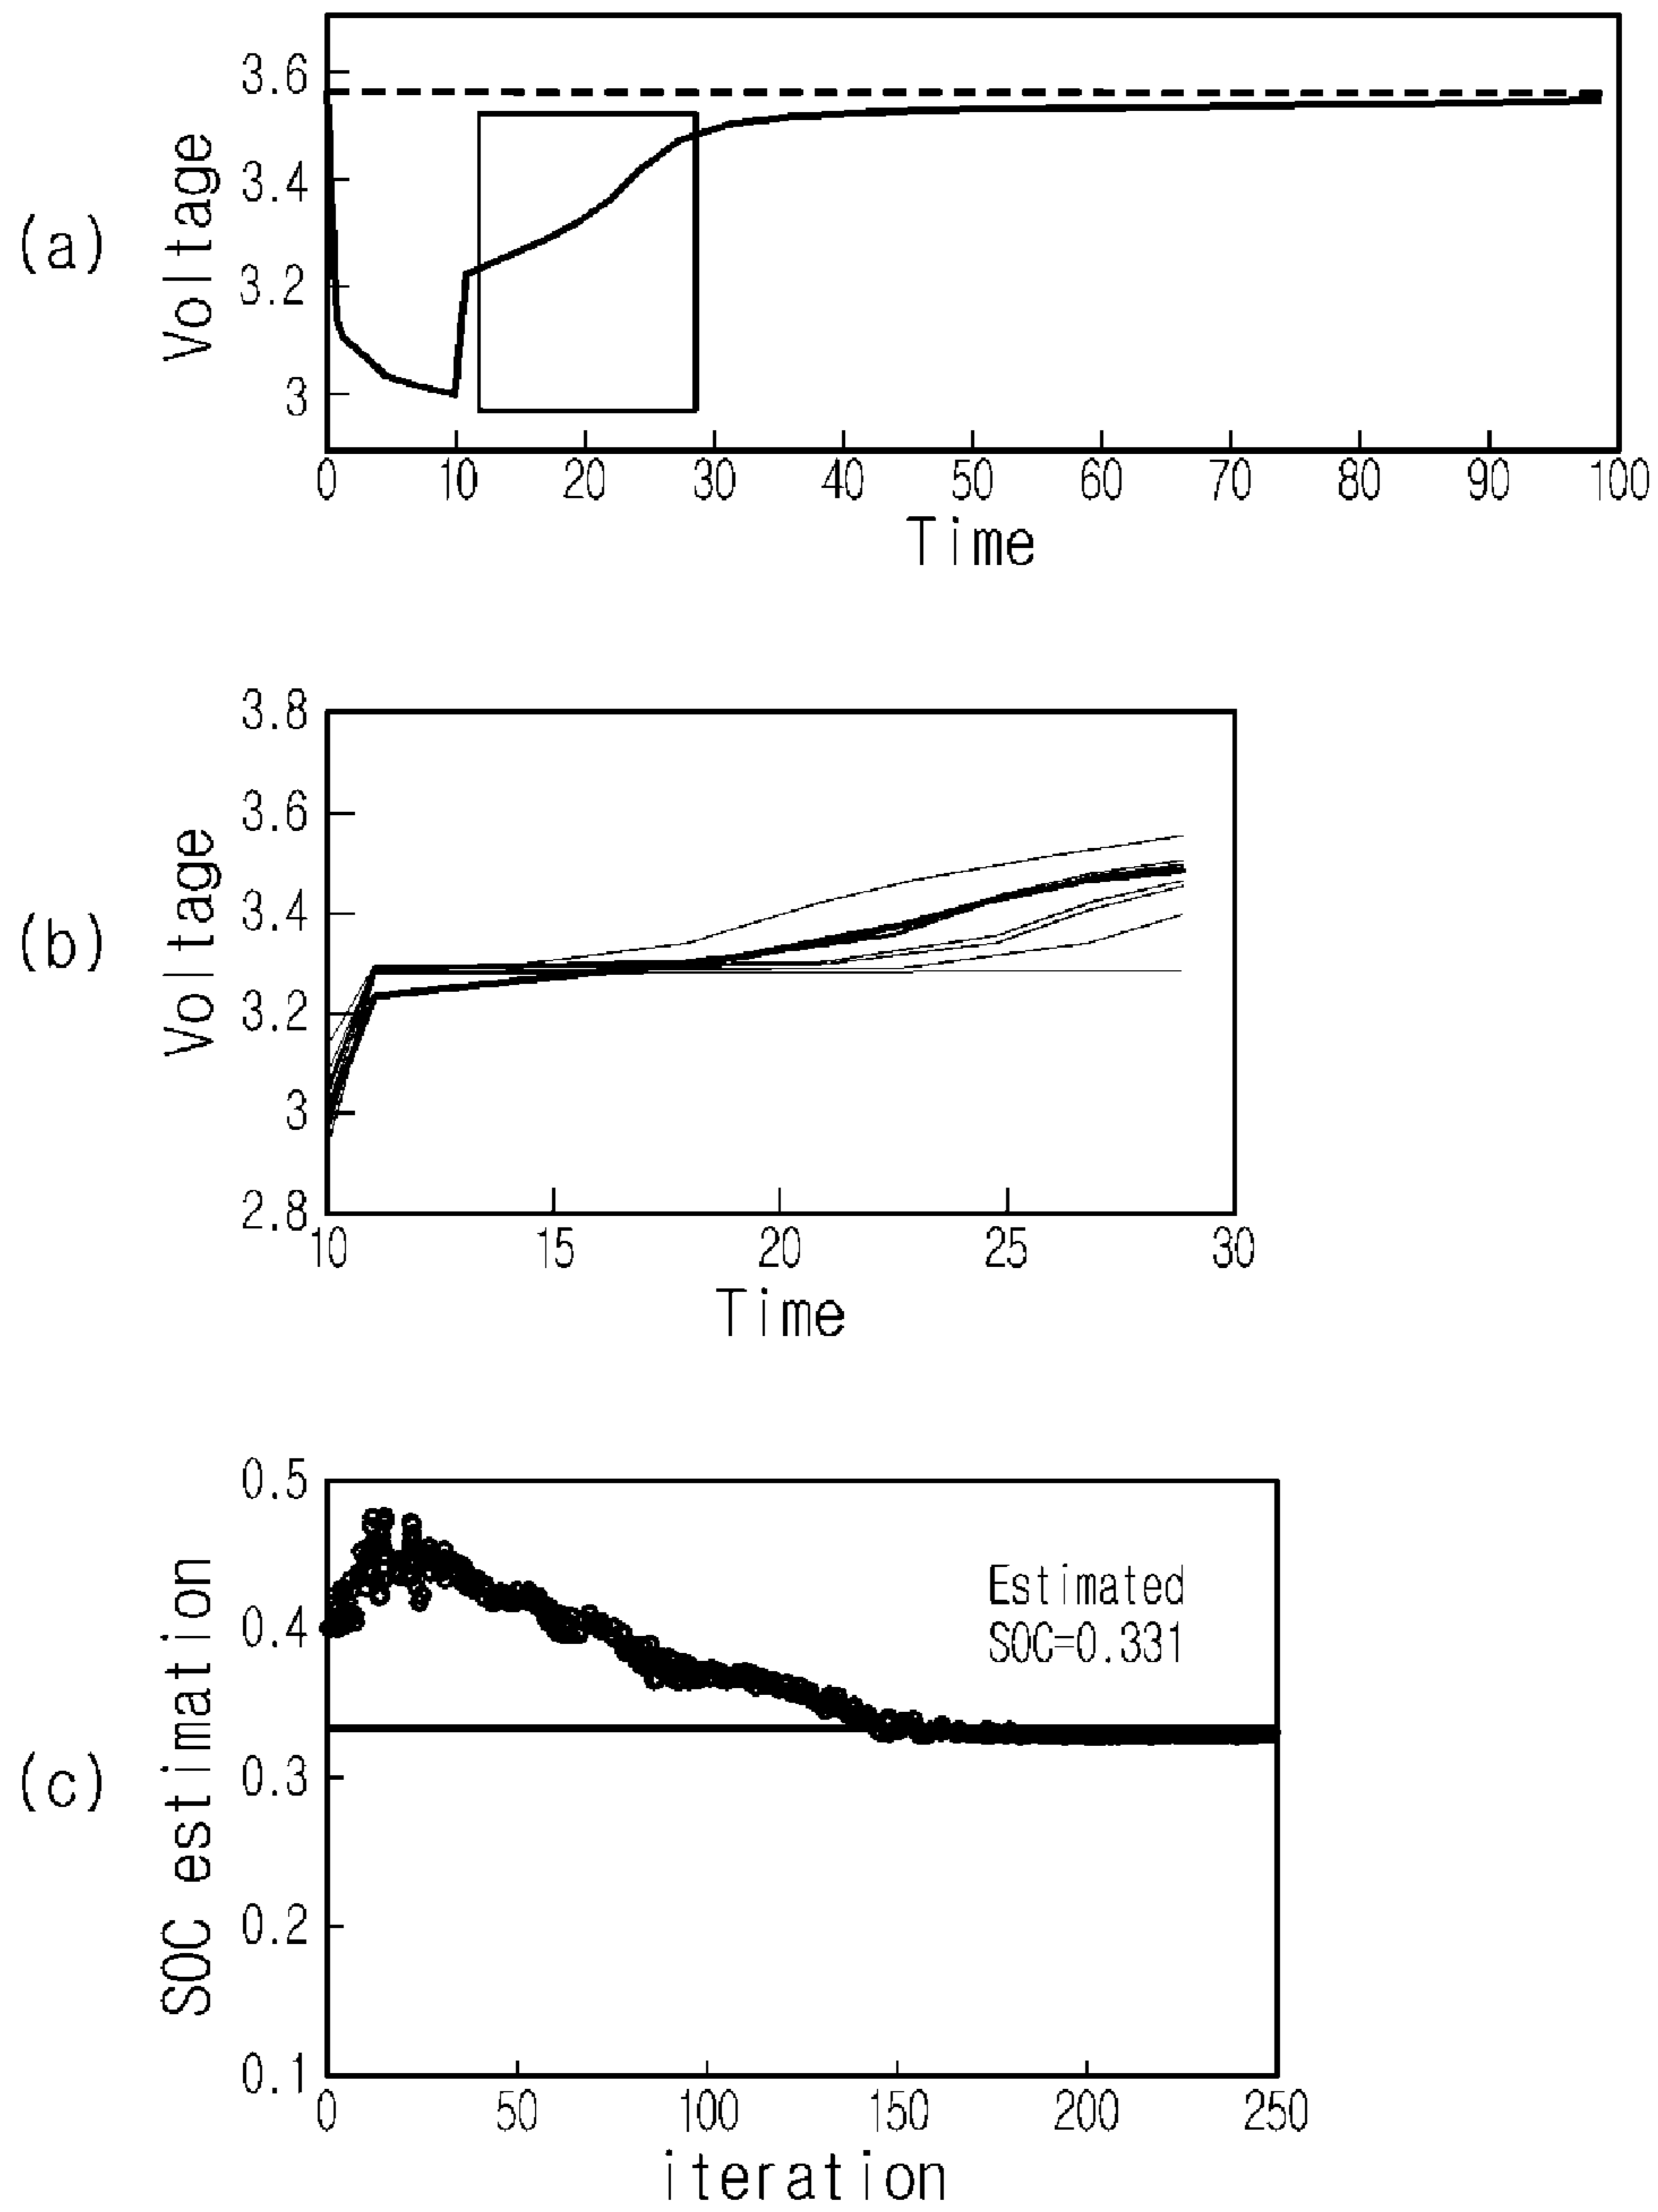 (a)
Voltage
3.6
3.4
3.2
3
0 10 20 30 40 50 60 70 80 90 100
Time
(b)
Voltage
3.8
3.6
3.4
3.2
3
2.8
10 15 20 25 30
Time
(c)
SOC estimation
0.5
0.4
0.3
0.2
0.1
Estimated
SOC=0.331
0 50 100 150 200 250
iteration